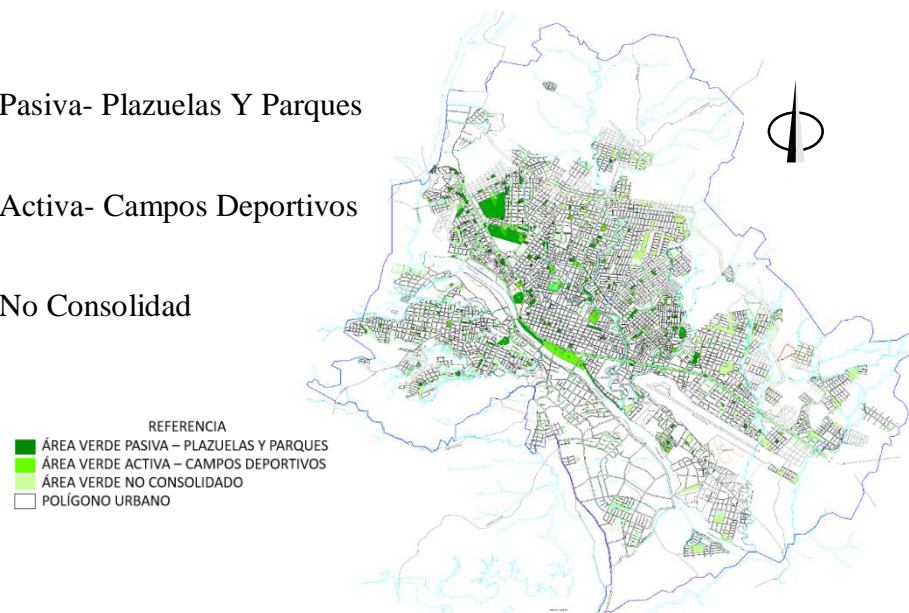 Pasiva- Plazuelas Y Parques
Activa- Campos Deportivos
No Consolidad
REFERENCIA
ÁREA VERDE PASIVA – PLAZUELAS Y PARQUES
ÁREA VERDE ACTIVA – CAMPOS DEPORTIVOS
ÁREA VERDE NO CONSOLIDADO
POLÍGONO URBANO